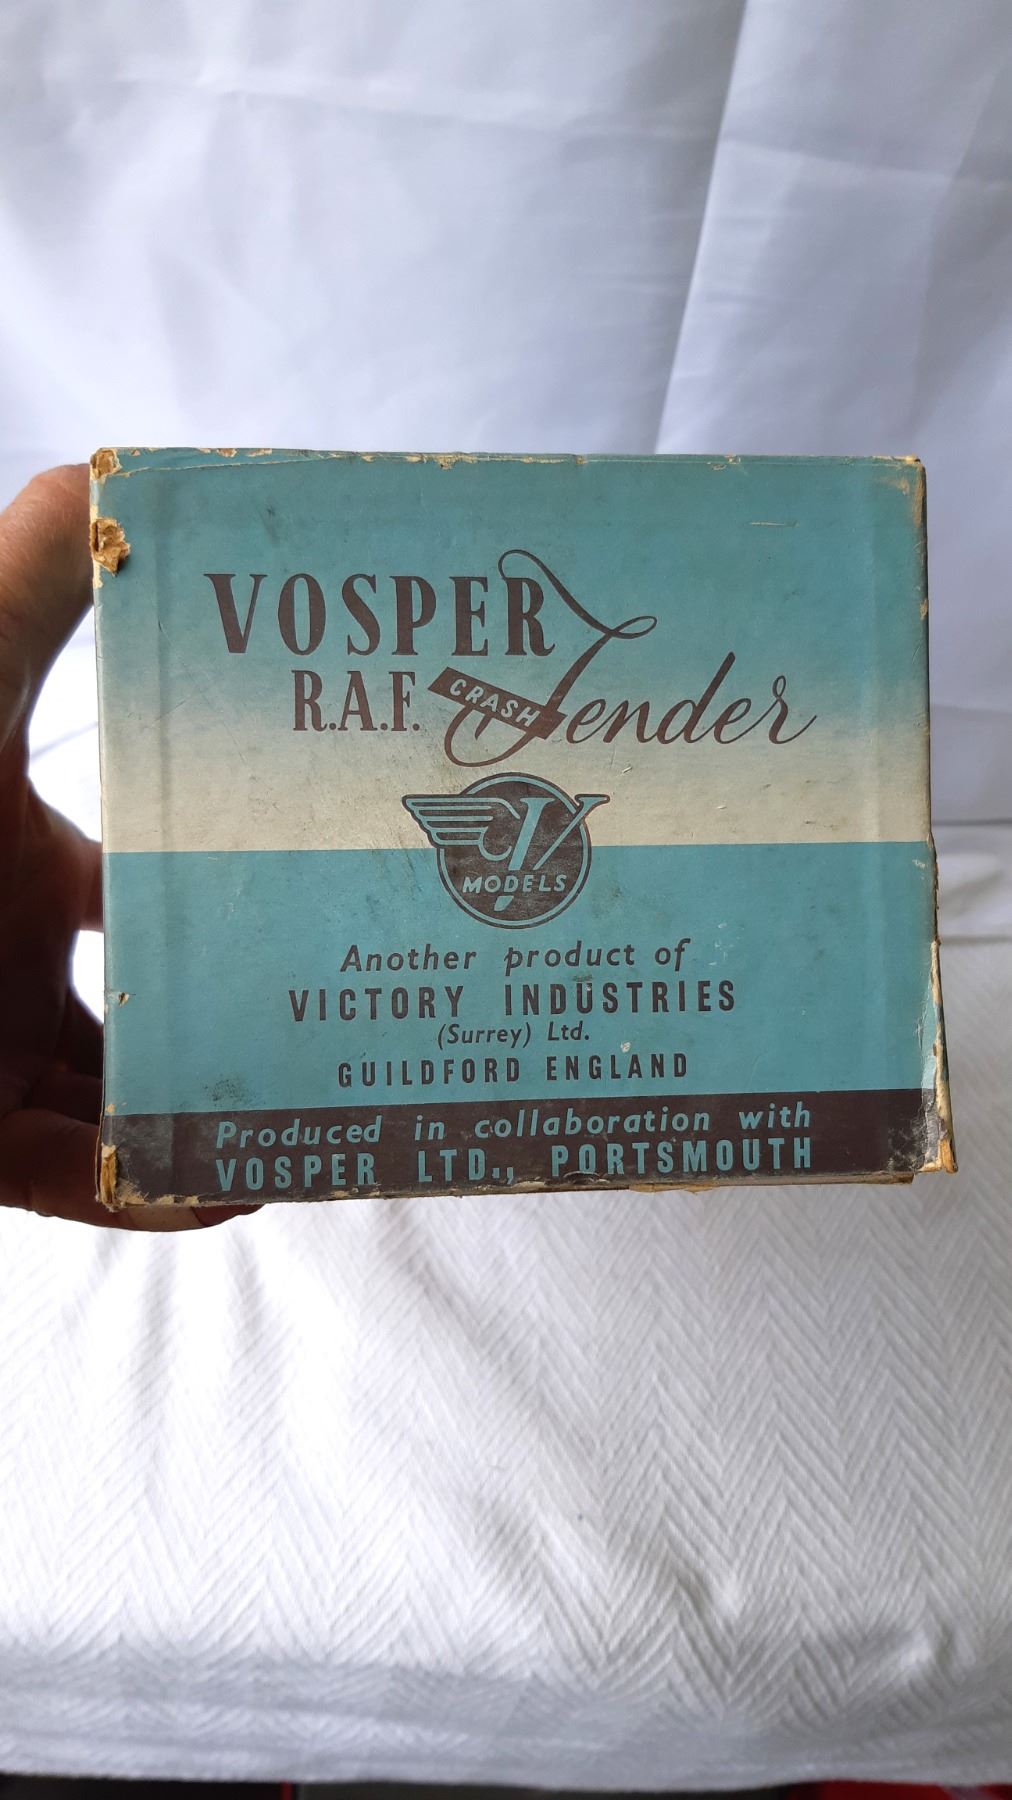 VOSPER
R.A.F. CRASH Tender
V
MODELS
Another product of
VICTORY INDUSTRIES
(Surrey) Ltd.
GUILDFORD ENGLAND
Produced in collaboration with
VOSPER LTD., PORTSMOUTH